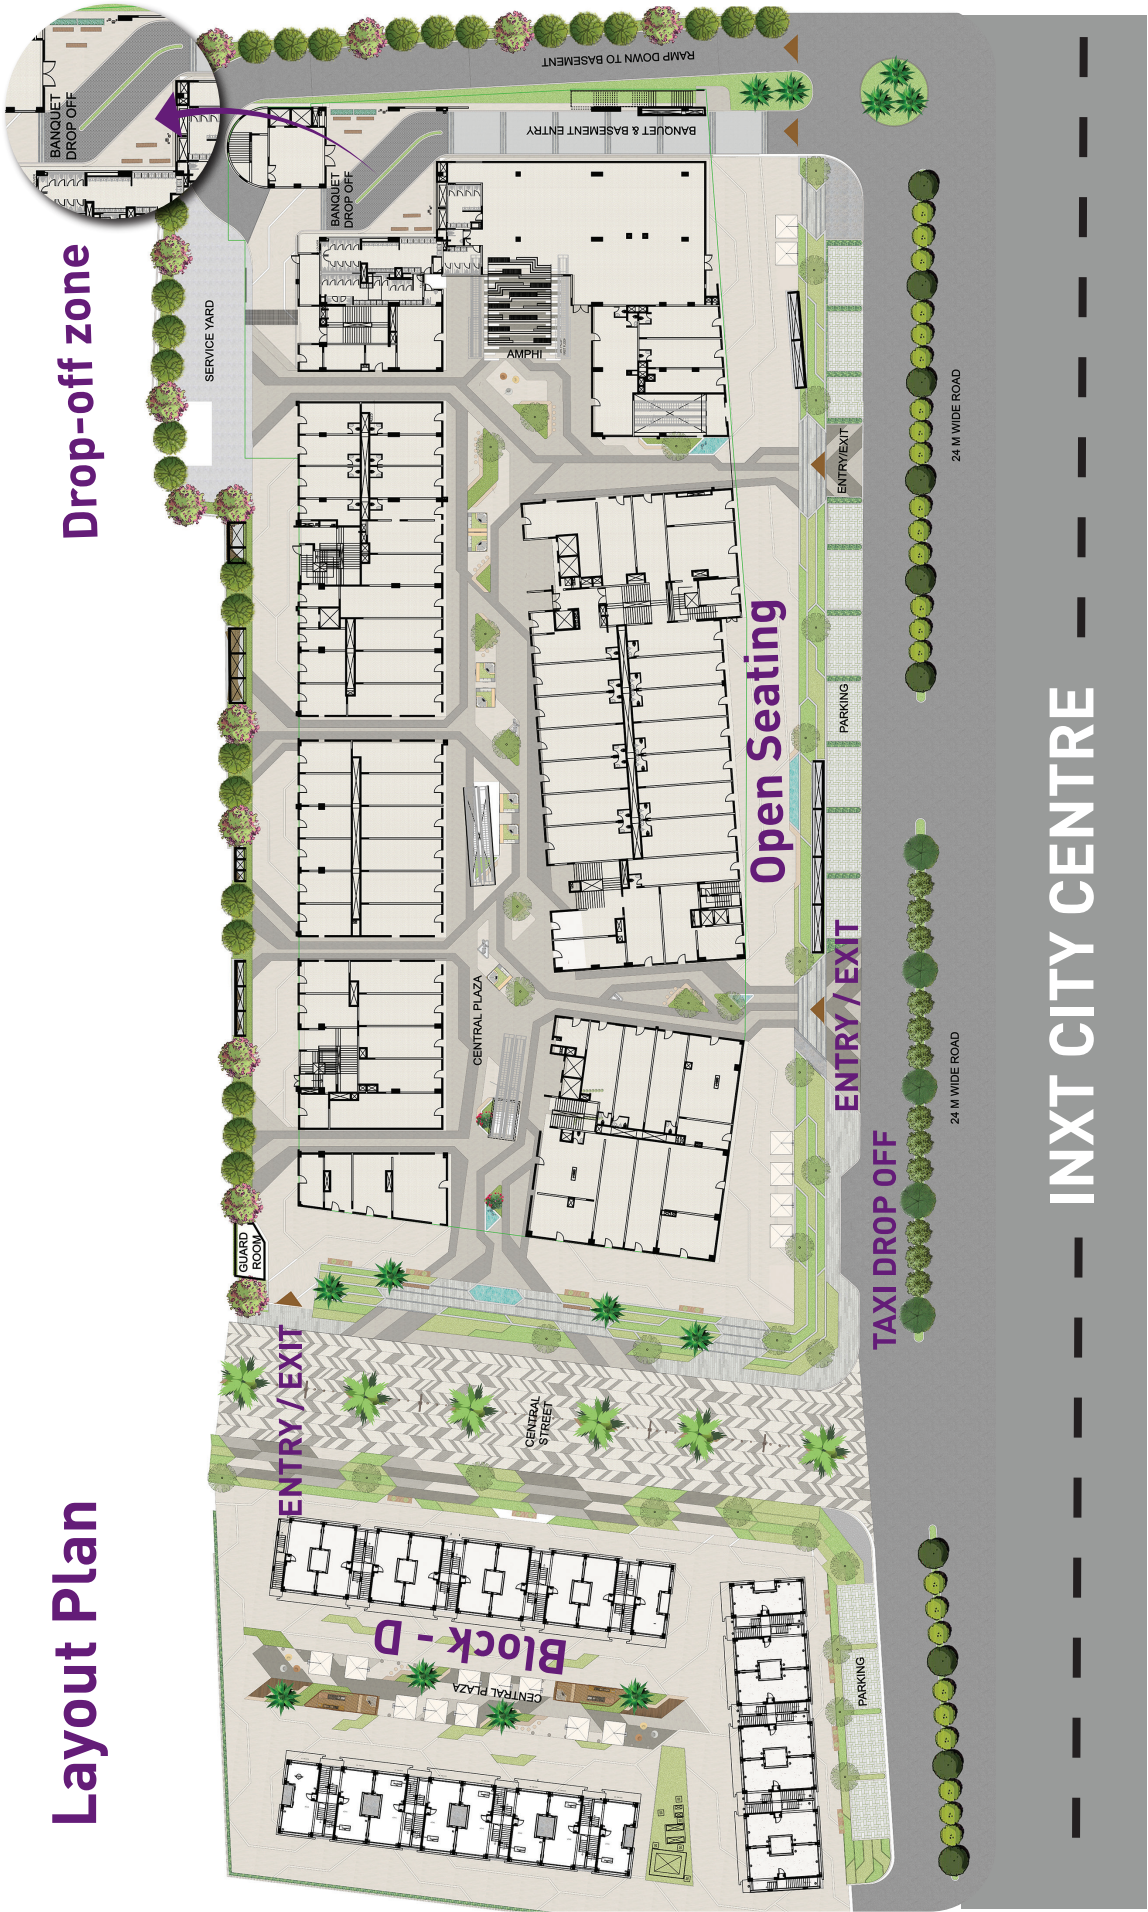 Layout Plan
Drop-off zone
BANQUET
DROP OFF
RAMP DOWN TO BASEMENT
BANQUET & BASEMENT ENTRY
BANQUET
DROP OFF
SERVICE YARD
AMPHI
ENTRY/EXIT
24 M WIDE ROAD
Open Seating
PARKING
CENTRAL PLAZA
ENTRY / EXIT
24 M WIDE ROAD
TAXI DROP OFF
INXT CITY CENTRE
GUARD
ROOM
ENTRY / EXIT
CENTRAL
STREET
Block - D
CENTRAL PLAZA
PARKING